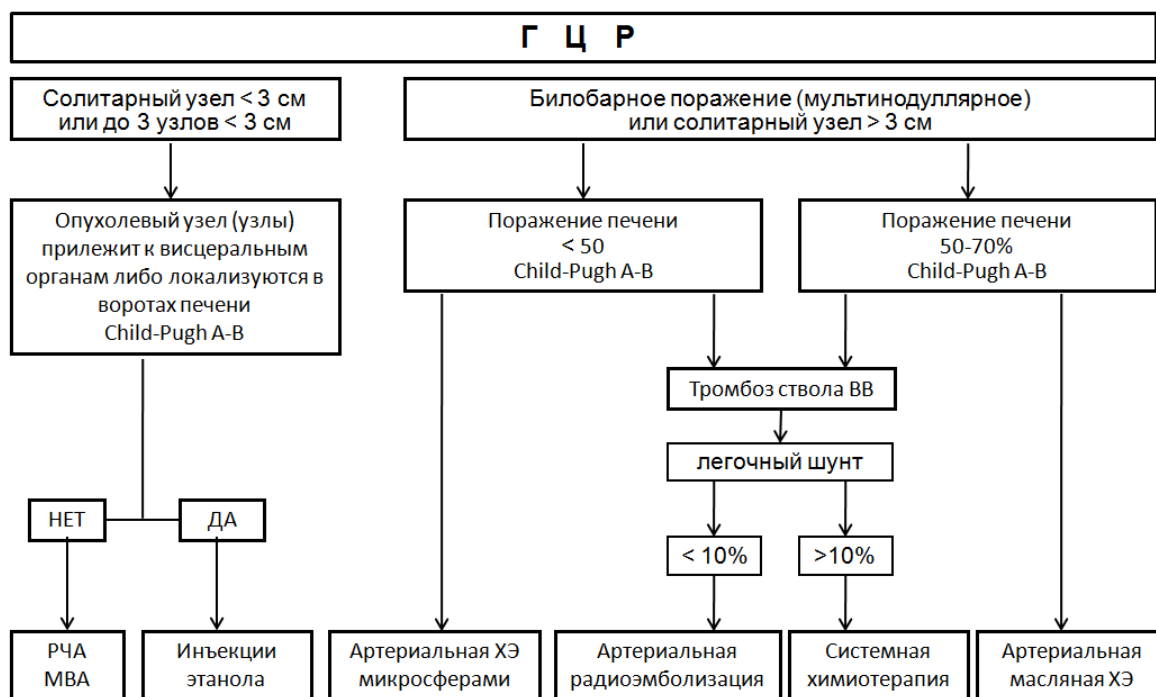 Г Ц Р
Солитарный узел < 3 см
или до 3 узлов < 3 см
Билобарное поражение (мультинодуллярное)
или солитарный узел > 3 см
Опухолевый узел (узлы)
прилежит к висцеральным
органам либо локализуются в
воротах печени
Child-Pugh A-B
Поражение печени
< 50
Child-Pugh A-B
Поражение печени
50-70%
Child-Pugh A-B
Тромбоз ствола ВВ
легочный шунт
НЕТ
ДА
< 10%
>10%
РЧА
МВА
Инъекции
этанола
Артериальная ХЭ
микросферами
Артериальная
радиоэмболизация
Системная
химиотерапия
Артериальная
масляная ХЭ